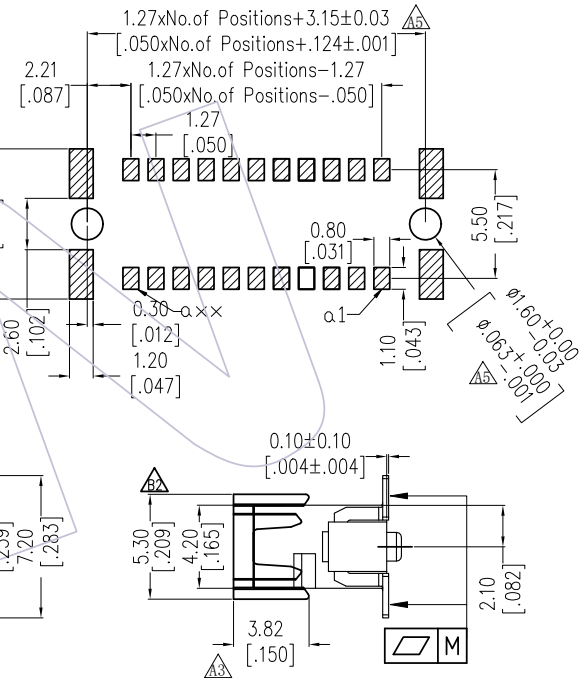 1.27xNo.of Positions+3.15±0.03
A5
[.050xNo.of Positions+.124±.001]
2.21
[.087]
1.27xNo.of Positions-1.27
[.050xNo.of Positions-.050]
1.27
[.050]
0.80
[.031]
5.50
[.217]
0.30
[.012]
axx
a1
1.10
[.043]
2.60
[.102]
1.20
[.047]
ø1.60+0.00
-0.03
[ø.063+.000
-.001]
A5
0.10±0.10
[.004±.004]
B2
7.20
[.283]
5.30
[.209]
4.20
[.165]
2.10
[.082]
3.82
[.150]
A3
M